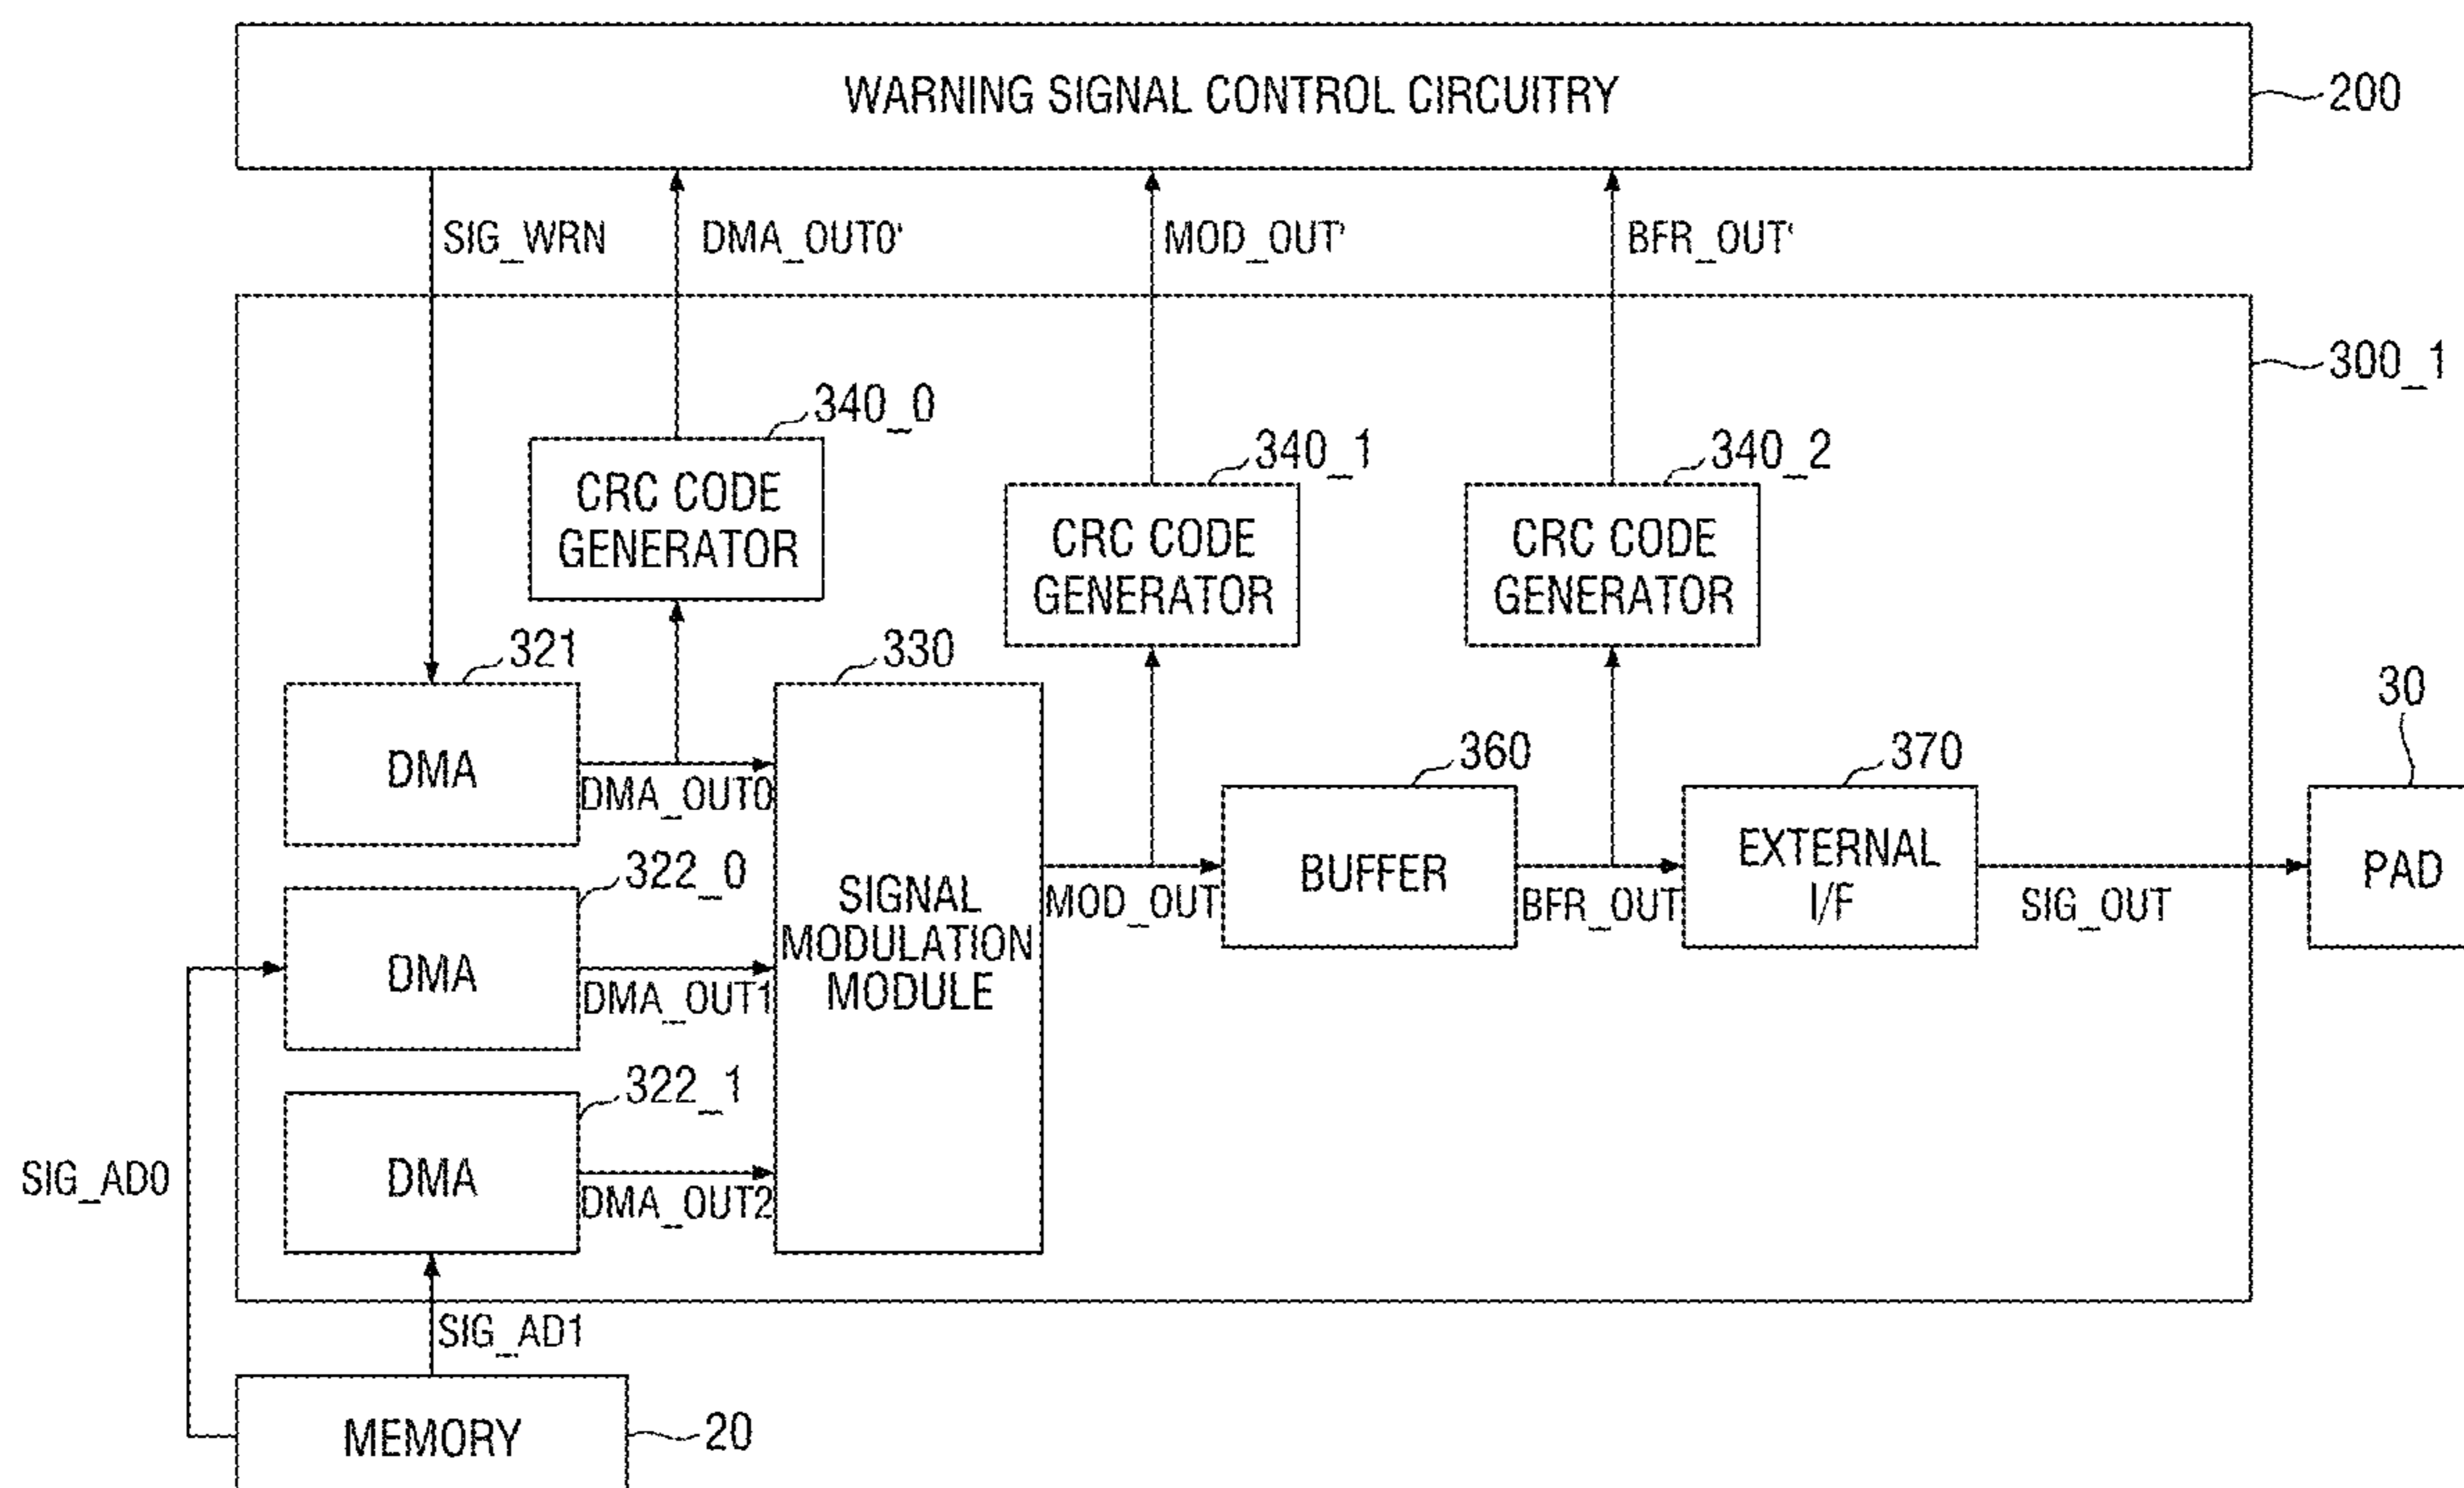 WARNING SIGNAL CONTROL CIRCUITRY
200
SIG_WRN
DMA_OUT0'
MOD_OUT'
BFR_OUT'
300_1
340_0
CRC CODE
GENERATOR
340_1
CRC CODE
GENERATOR
340_2
CRC CODE
GENERATOR
321
DMA
DMA_OUT0
330
SIGNAL
MODULATION
MODULE
322_0
DMA
DMA_OUT1
322_1
DMA
DMA_OUT2
MOD_OUT
360
BUFFER
BFR_OUT
370
EXTERNAL
I/F
SIG_OUT
30
PAD
SIG_AD0
SIG_AD1
MEMORY
20